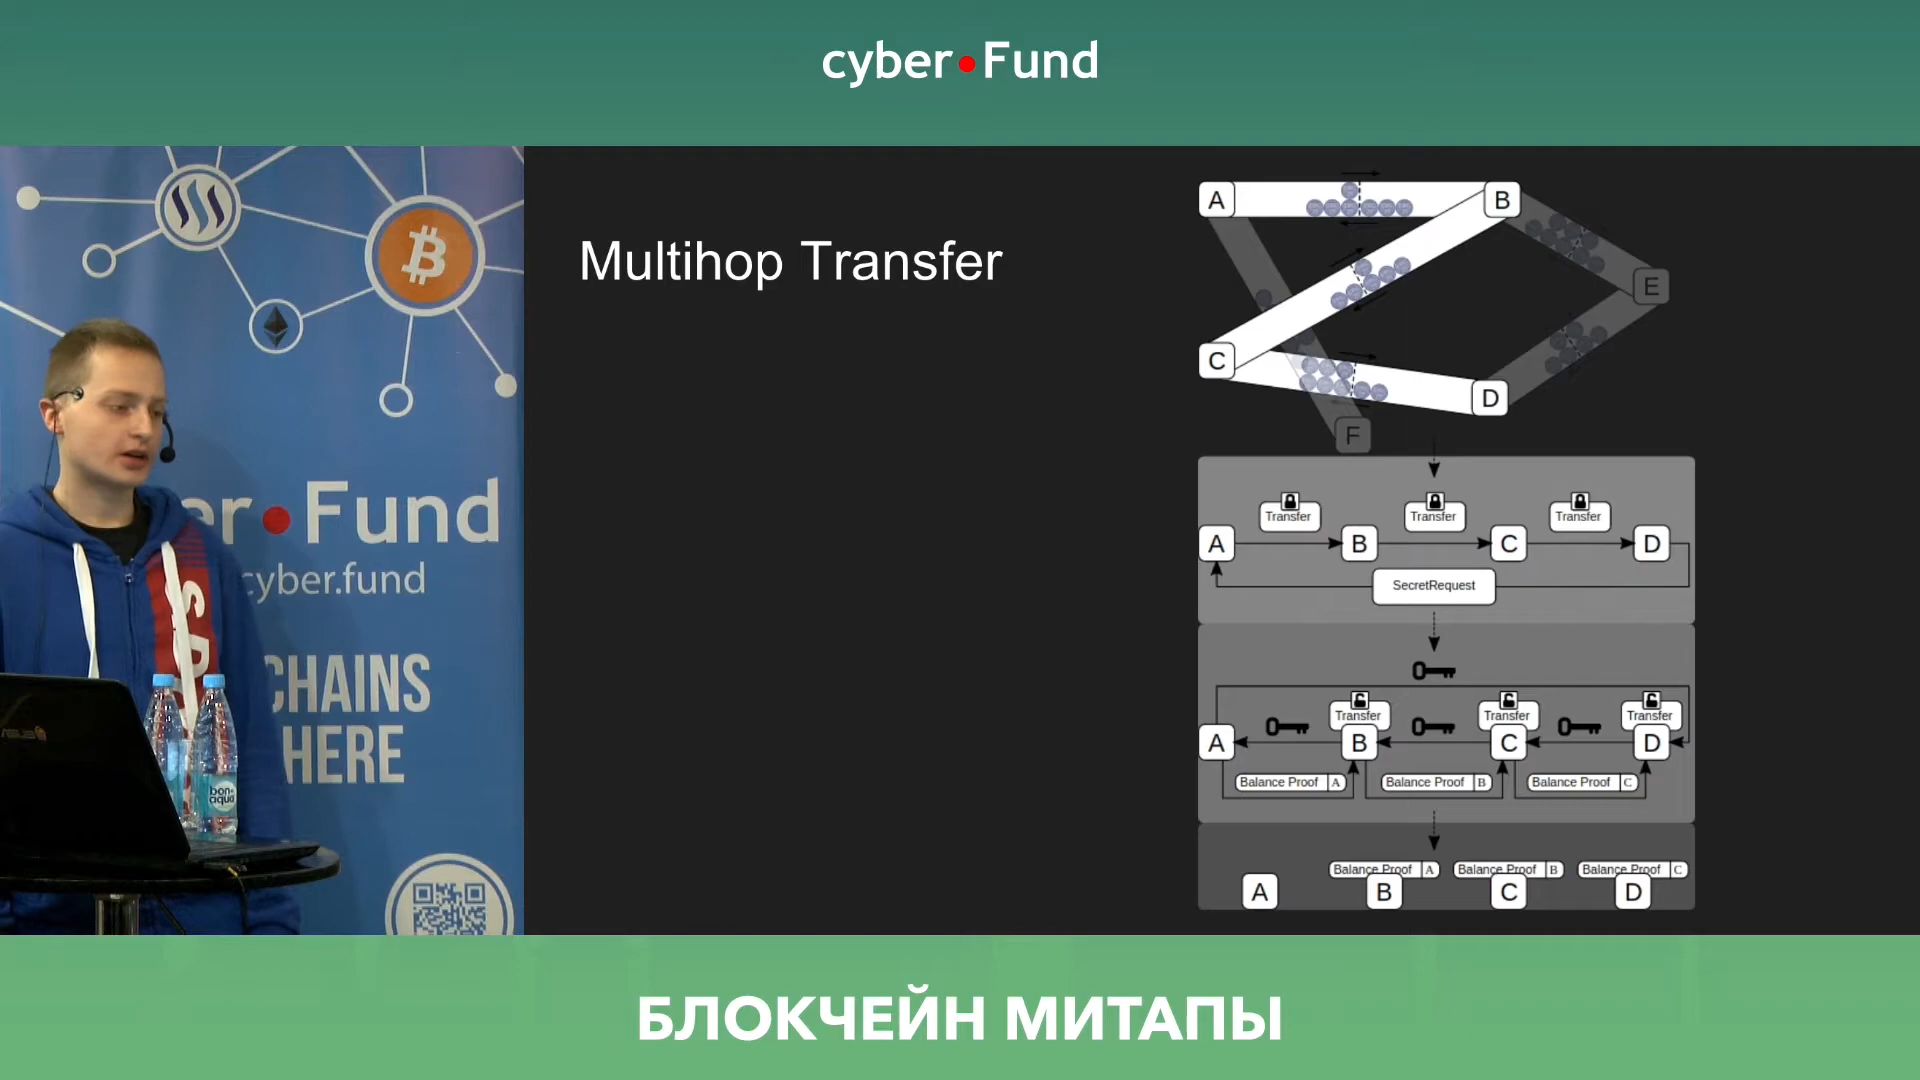 cyber•Fund
er•Fund
cyber.fund
CHAINS
HERE
bon
aqua
Multihop Transfer
A
B
E
C
D
F
Transfer
Transfer
Transfer
A
B
C
D
SecretRequest
Transfer
Transfer
Transfer
A
B
C
D
Balance Proof A
Balance Proof B
Balance Proof C
Balance Proof A
Balance Proof B
Balance Proof C
A
B
C
D
БЛОКЧЕЙН МИТАПЫ